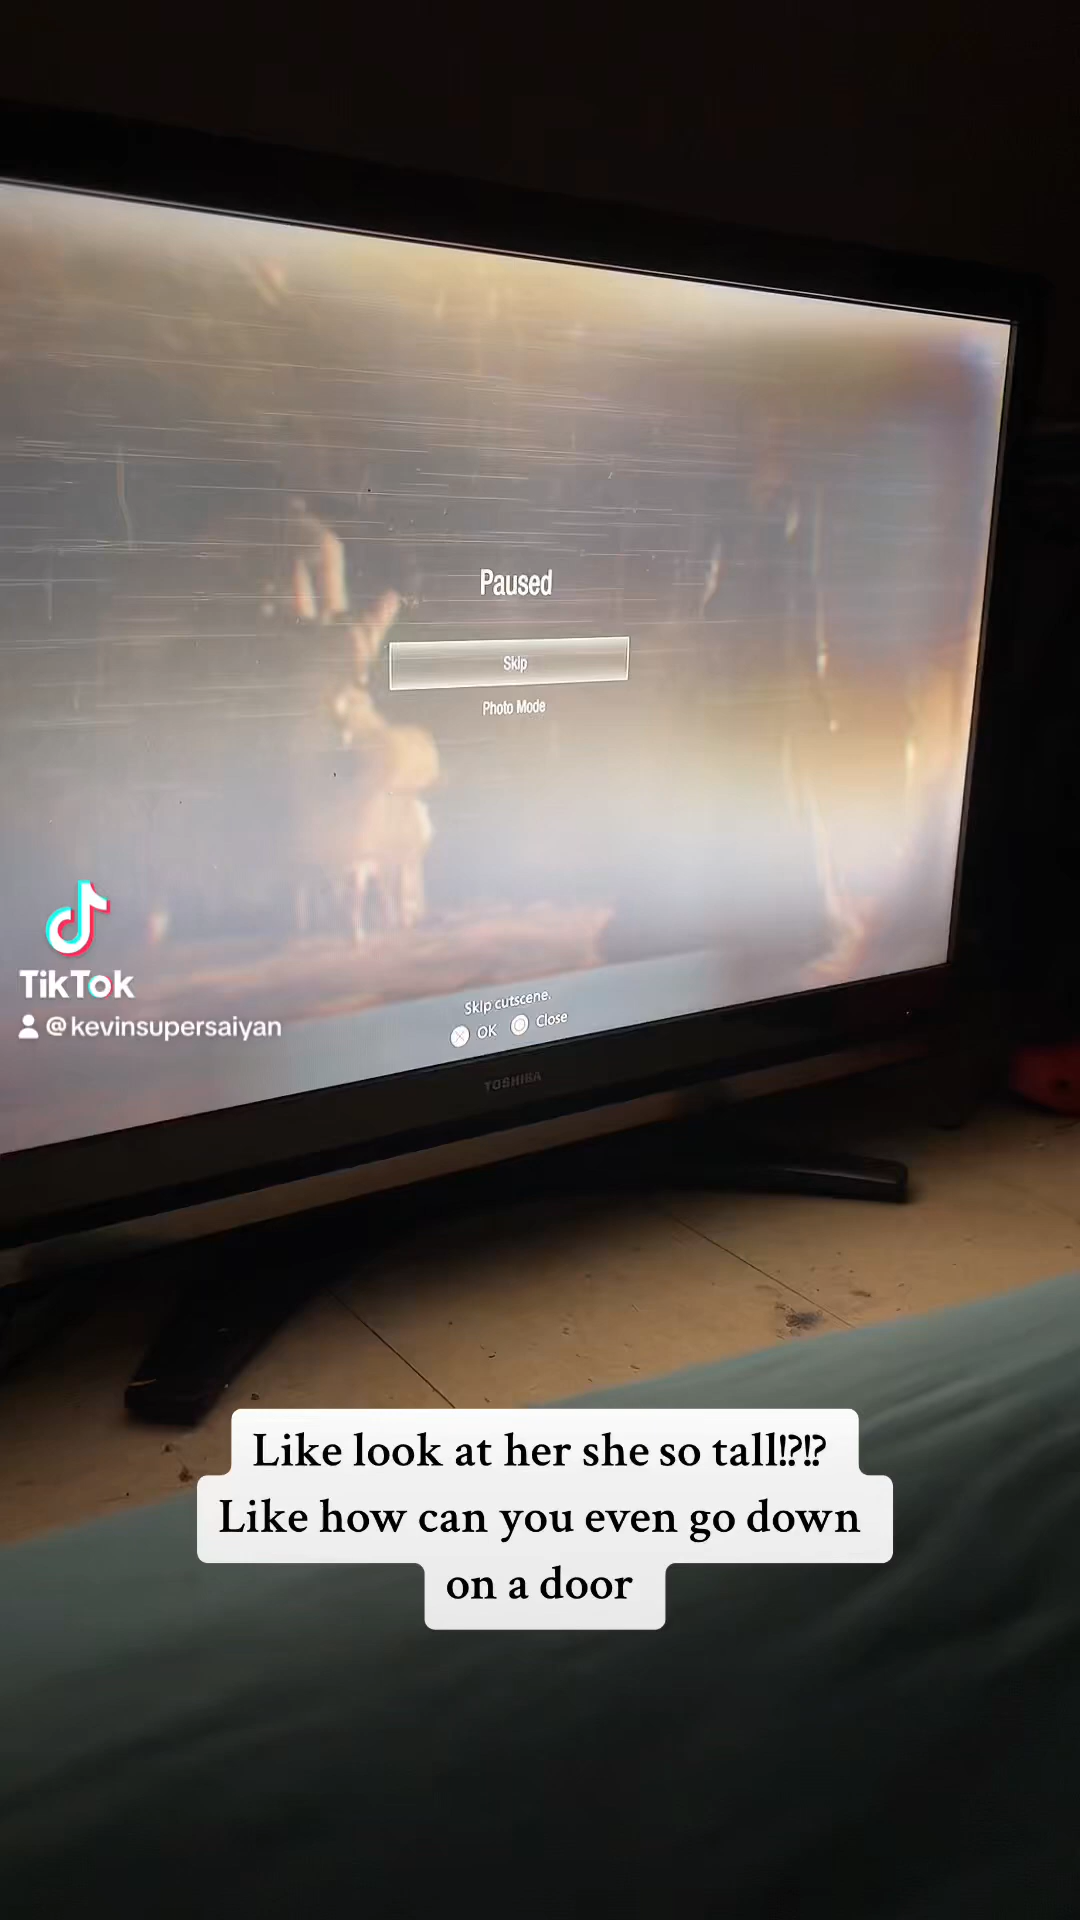 Paused
Skip
Photo Mode
TikTok
@kevinsupersaiyan
Skip cutscene.
OK Close
TOSHIBA
Like look at her she so tall!?!?
Like how can you even go down
on a door